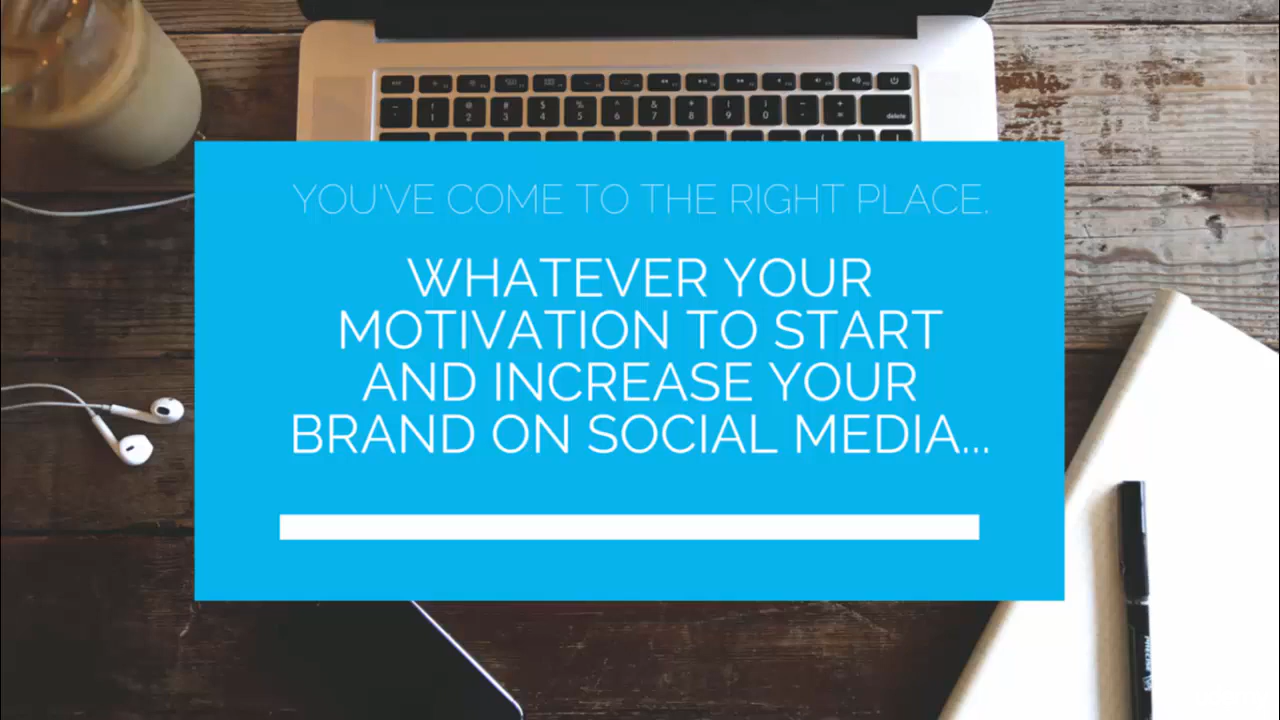 YOU'VE COME TO THE RIGHT PLACE.
WHATEVER YOUR
MOTIVATION TO START
AND INCREASE YOUR
BRAND ON SOCIAL MEDIA...
delete